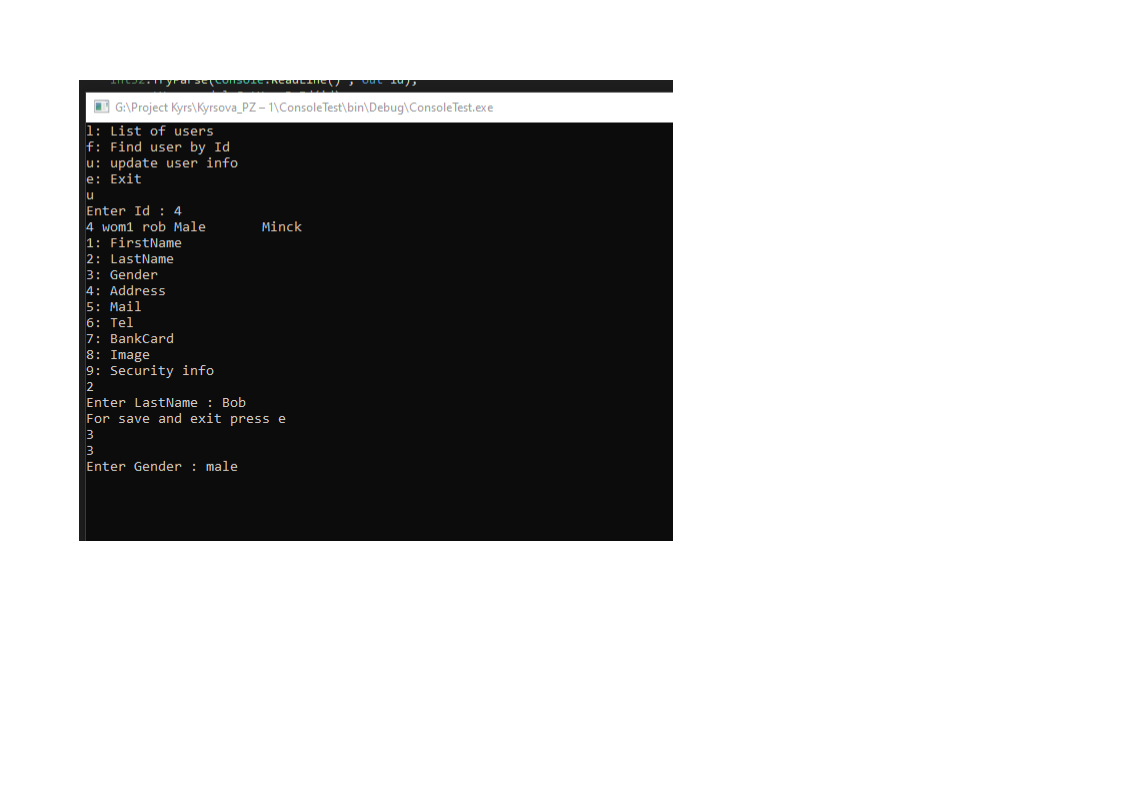 Int32.TryParse(Console.ReadLine() , out id);
G:\Project Kyrs\Kyrsova_PZ – 1\ConsoleTest\bin\Debug\ConsoleTest.exe
l: List of users
f: Find user by Id
u: update user info
e: Exit
u
Enter Id : 4
4 wom1 rob Male       Minck
1: FirstName
2: LastName
3: Gender
4: Address
5: Mail
6: Tel
7: BankCard
8: Image
9: Security info
2
Enter LastName : Bob
For save and exit press e
3
3
Enter Gender : male